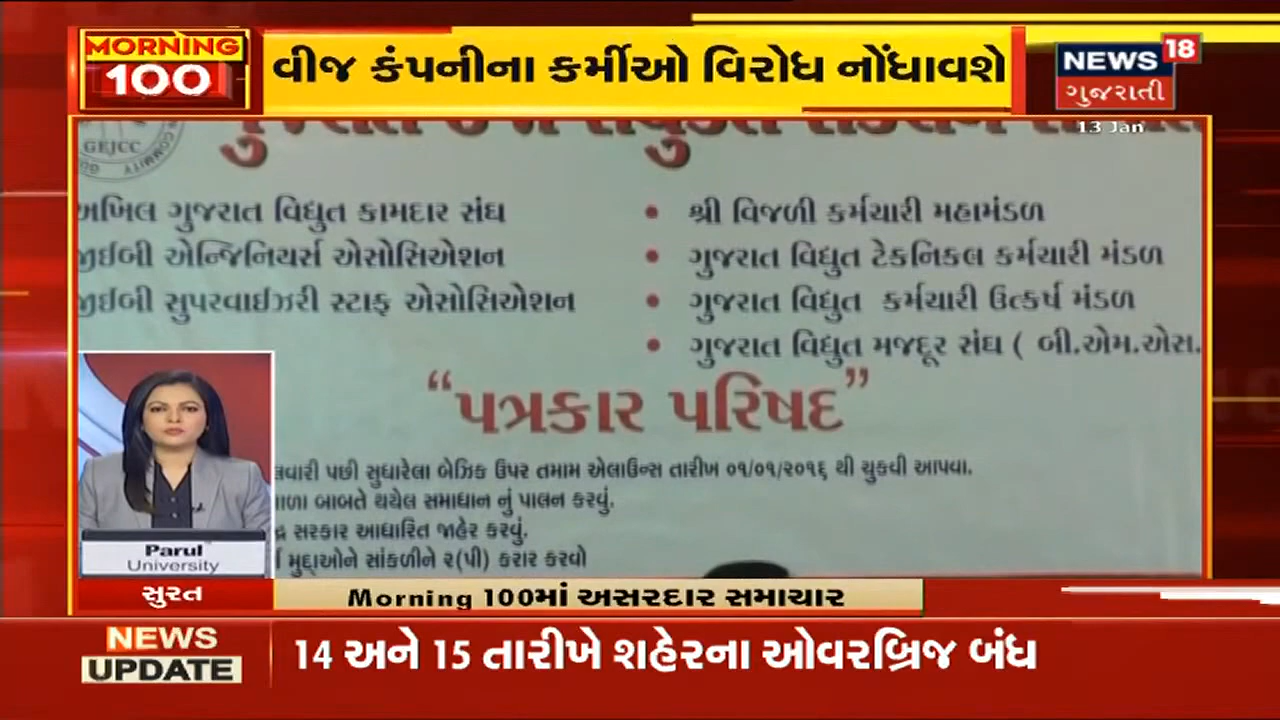 MORNING
100
વીજ કંપનીના કર્મીઓ વિરોધ નોંધાવશે
NEWS 18
ગુજરાતી
13 Jan
GEJCC
અખિલ ગુજરાત વિદ્યુત કામદાર સંઘ
જીઈબી એન્જિનિયર્સ એસોસિએશન
જીઈબી સુપરવાઈઝરી સ્ટાફ એસોસિએશન
• શ્રી વિજળી કર્મચારી મહામંડળ
• ગુજરાત વિદ્યુત ટેકનિકલ કર્મચારી મંડળ
• ગુજરાત વિદ્યુત કર્મચારી ઉત્કર્ષ મંડળ
• ગુજરાત વિદ્યુત મજદૂર સંઘ ( બી.એમ.એસ.
“પત્રકાર પરિષદ”
પછી સુધારેલા બેઝિક ઉપર તમામ એલાઉન્સ તારીખ ૦૧/૦૧/૨૦૧૬ થી ચુકવી આપવા.
બાબતે થયેલ સમાધાન નું પાલન કરવું.
સરકાર આધારિત જાહેર કરવું.
મુદ્દાઓને સાંકળીને ૨(પી) કરાર કરવો
Parul
University
સુરત
Morning 100માં અસરદાર સમાચાર
NEWS
UPDATE
14 અને 15 તારીખે શહેરના ઓવરબ્રિજ બંધ